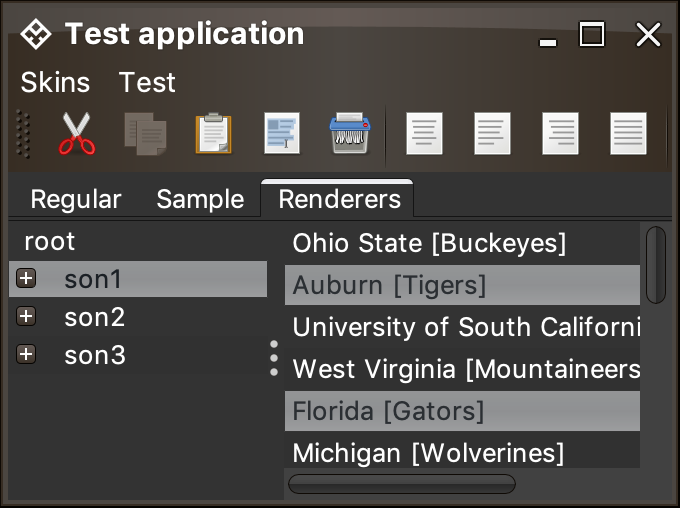 Test application
Skins Test
Regular Sample Renderers
root
son1
son2
son3
Ohio State [Buckeyes]
Auburn [Tigers]
University of South Californi
West Virginia [Mountaineers
Florida [Gators]
Michigan [Wolverines]